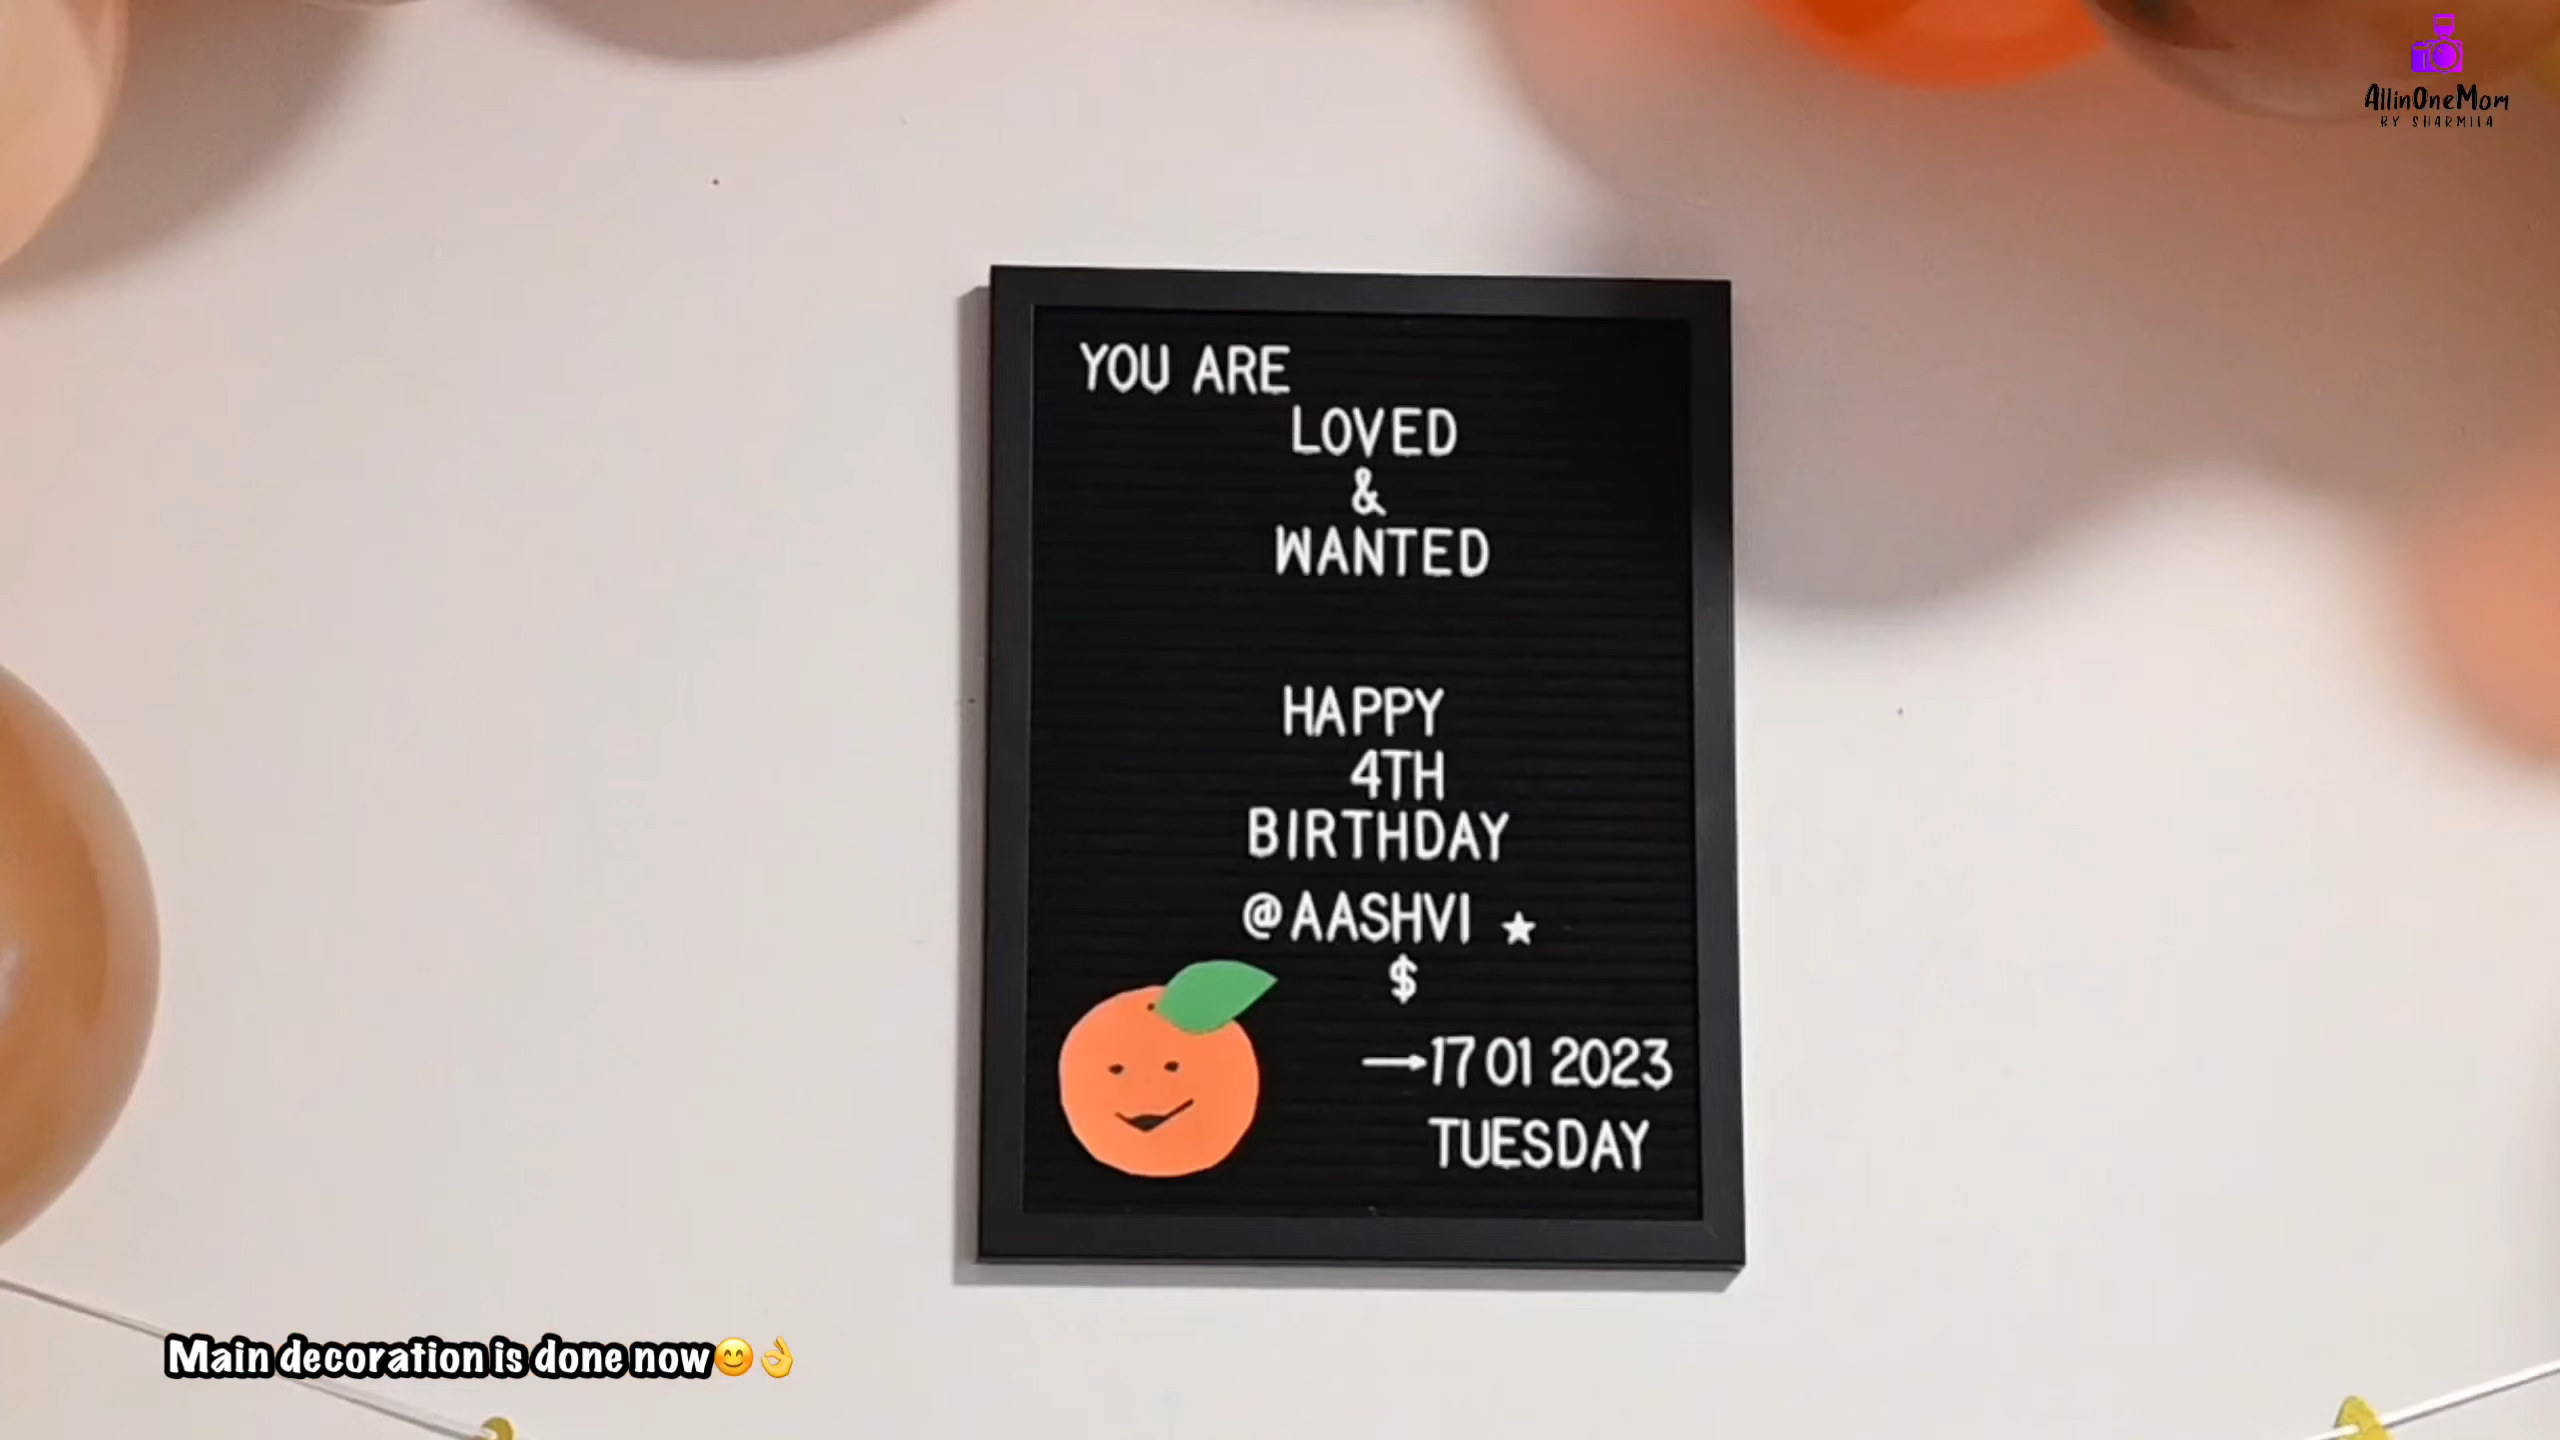 AllinOneMom
BY SHARMILA
YOU ARE
LOVED
&
WANTED
HAPPY
4TH
BIRTHDAY
@AASHVI ★
$
→17 01 2023
TUESDAY
Main decoration is done now😊👌